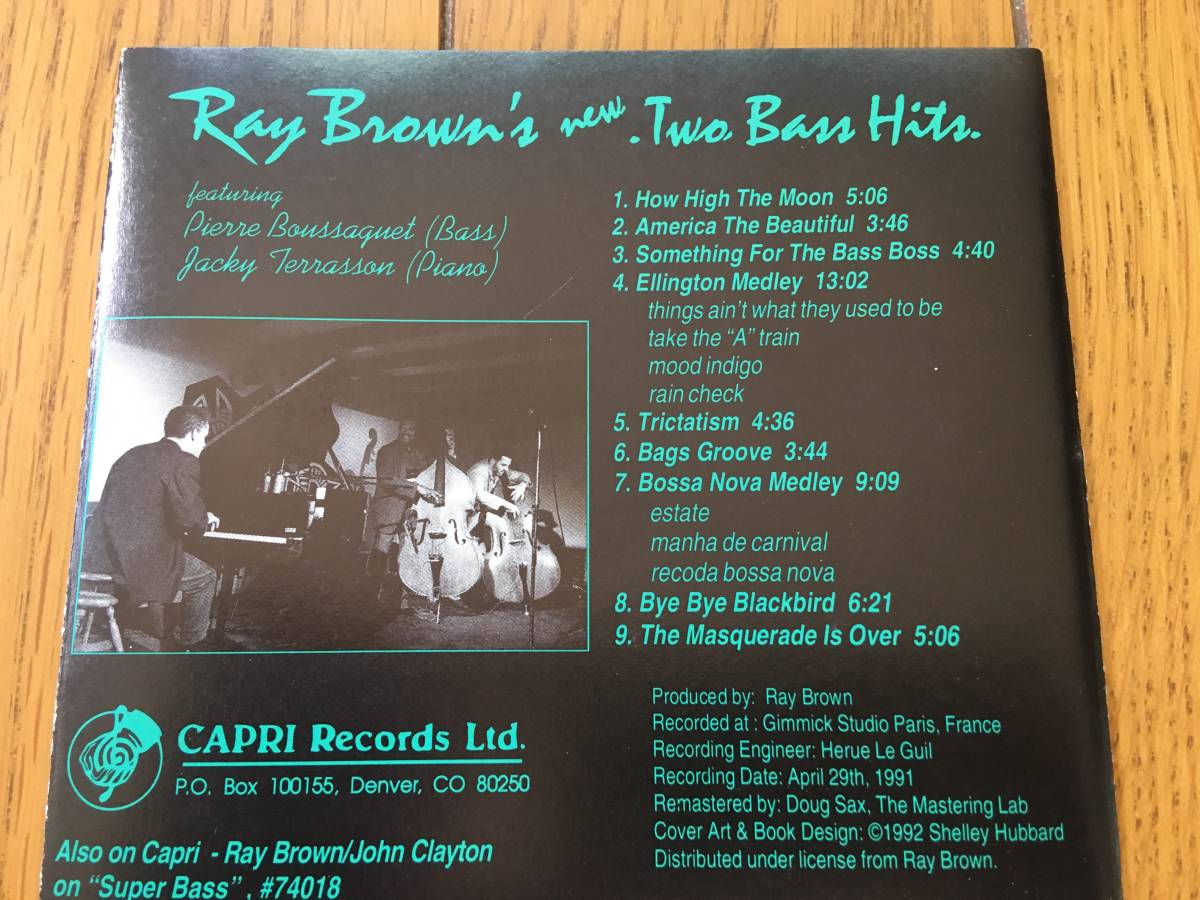 Ray Brown's new .Two Bass Hits.
featuring
Pierre Boussaguet (Bass)
Jacky Terrasson (Piano)
1. How High The Moon 5:06
2. America The Beautiful 3:46
3. Something For The Bass Boss 4:40
4. Ellington Medley 13:02
things ain't what they used to be
take the "A" train
mood indigo
rain check
5. Trictatism 4:36
6. Bags Groove 3:44
7. Bossa Nova Medley 9:09
estate
manha de carnival
recoda bossa nova
8. Bye Bye Blackbird 6:21
9. The Masquerade Is Over 5:06
Produced by: Ray Brown
Recorded at : Gimmick Studio Paris, France
Recording Engineer: Herue Le Guil
Recording Date: April 29th, 1991
Remastered by: Doug Sax, The Mastering Lab
Cover Art & Book Design: ©1992 Shelley Hubbard
Distributed under license from Ray Brown.
CAPRI Records Ltd.
P.O. Box 100155, Denver, CO 80250
Also on Capri - Ray Brown/John Clayton
on "Super Bass" , #74018